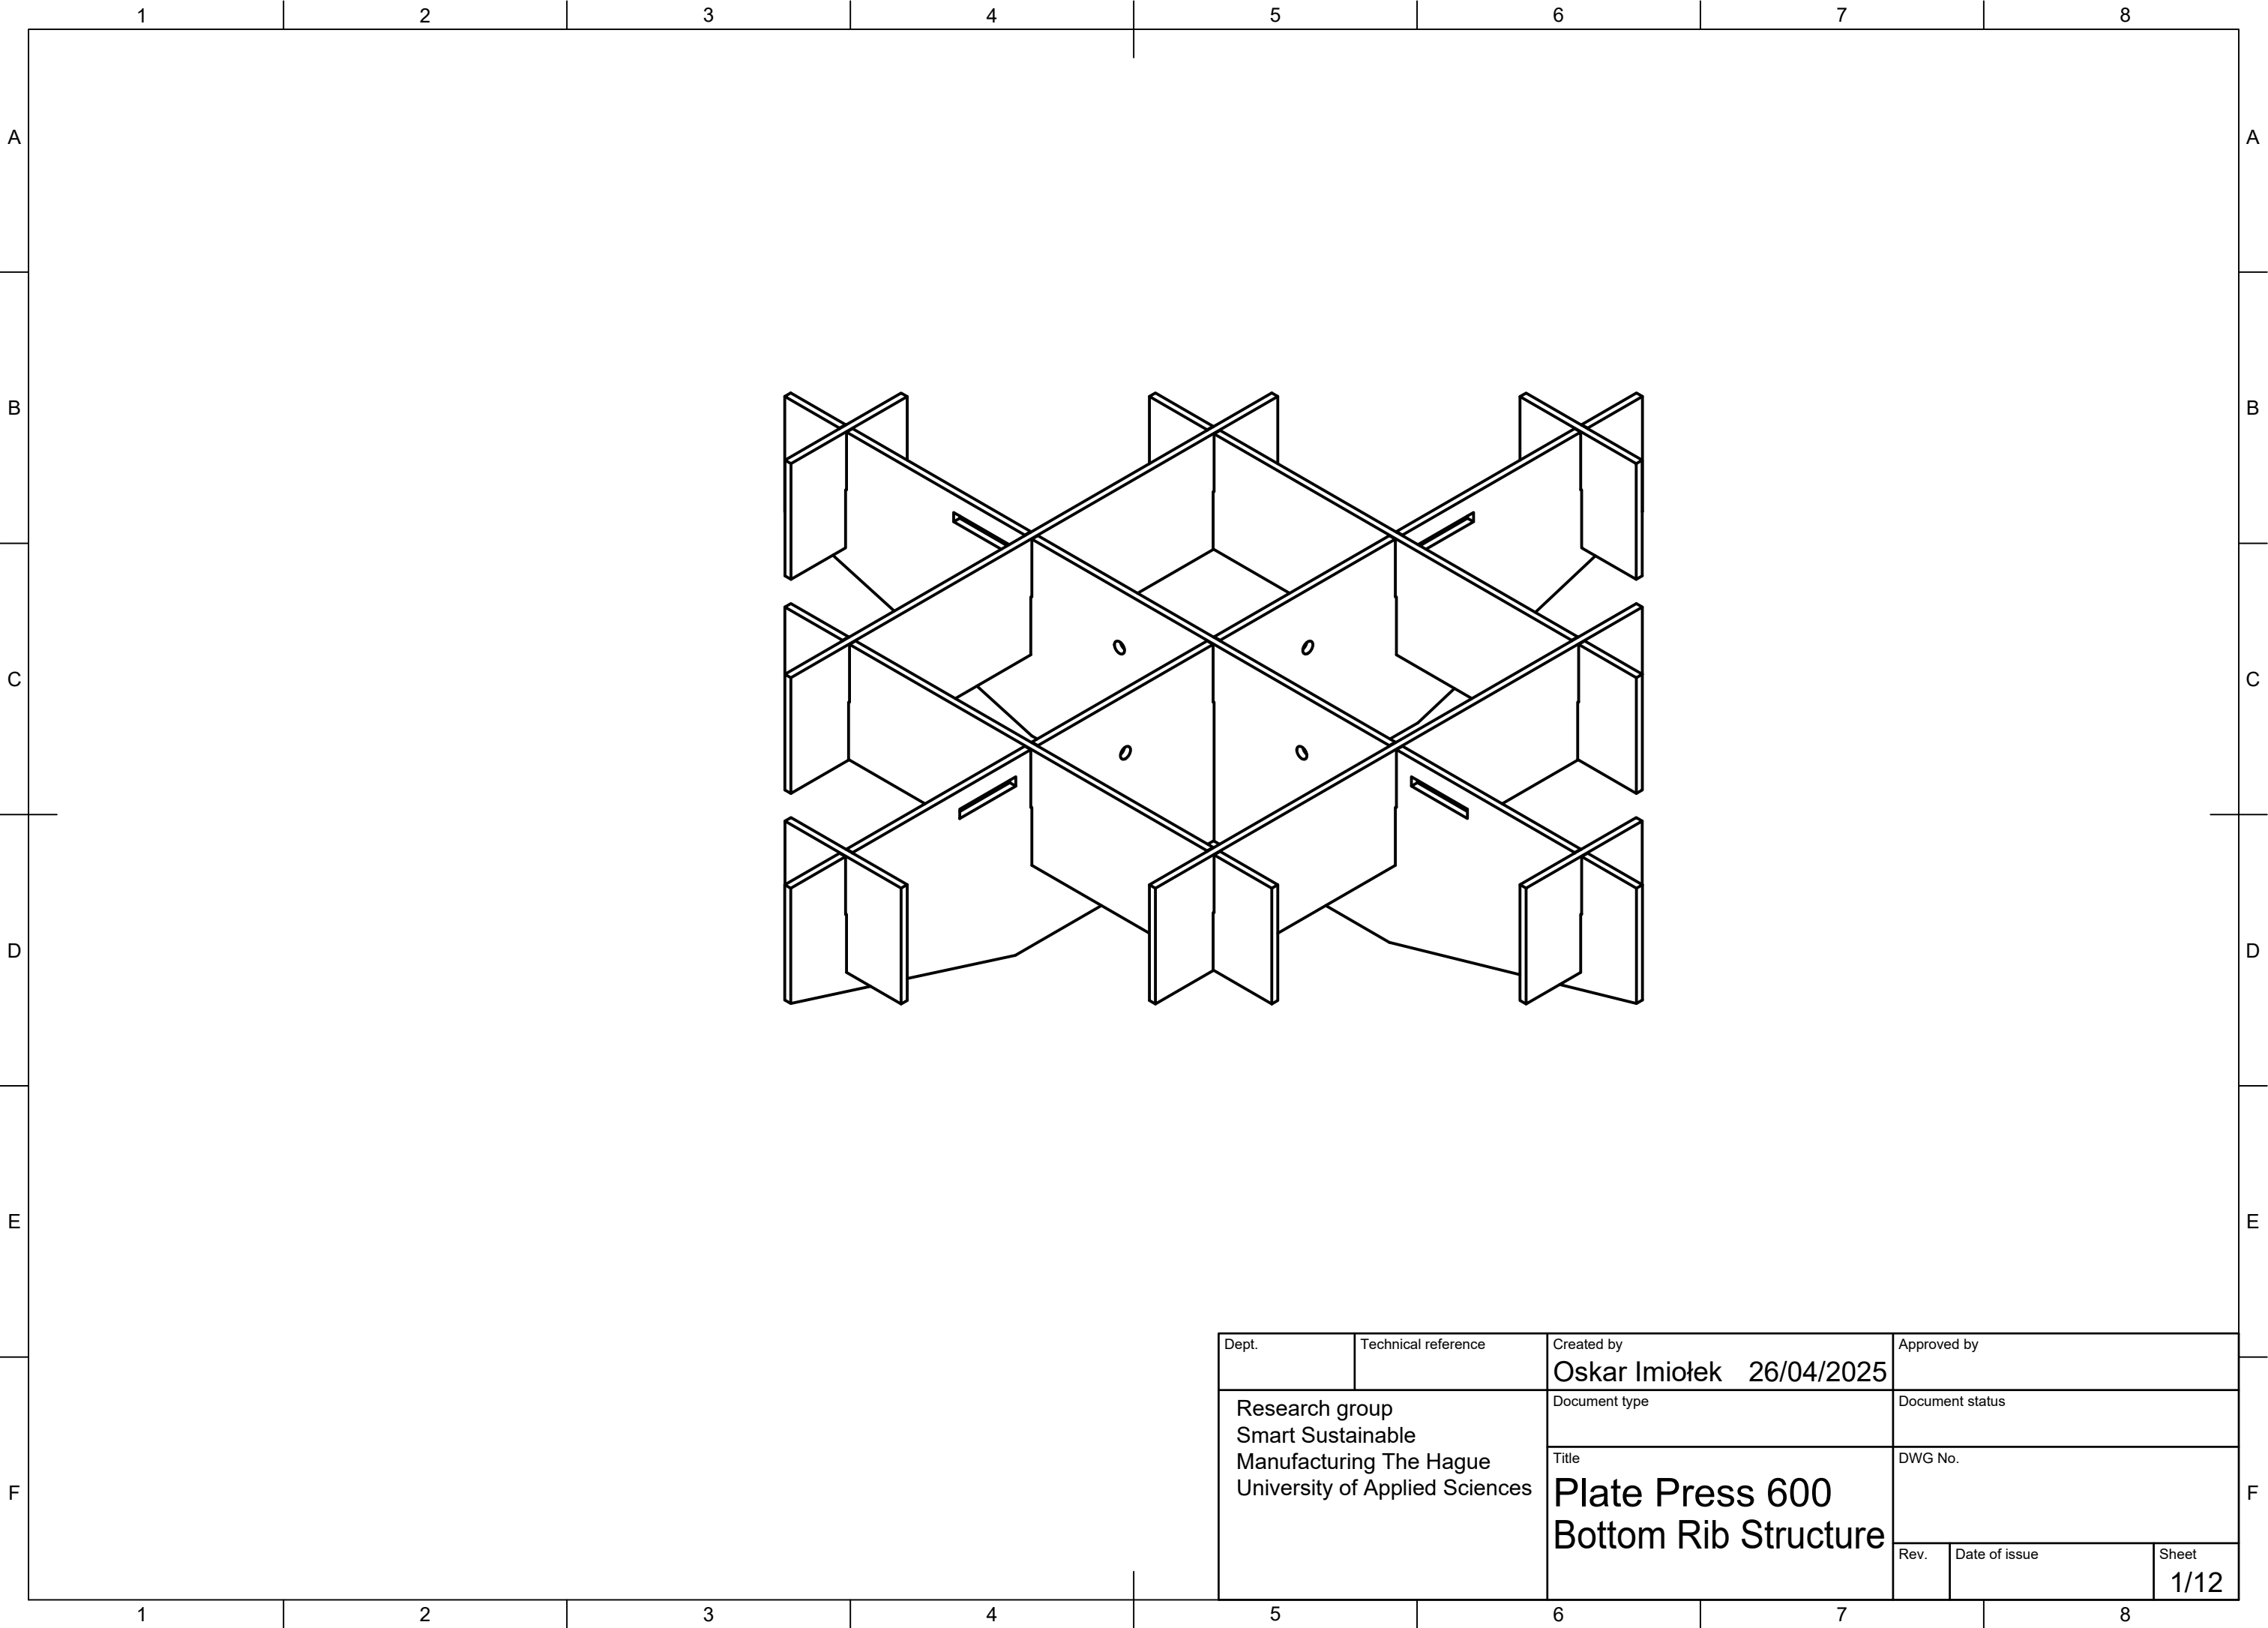 1 2 3 4 5 6 7 8
A A
B B
C C
D D
E E
F F
Dept.
Technical reference
Created by
Oskar Imiołek 26/04/2025
Approved by
Research group
Smart Sustainable
Manufacturing The Hague
University of Applied Sciences
Document type
Document status
Title
Plate Press 600
Bottom Rib Structure
DWG No.
Rev.
Date of issue
Sheet
1/12
1 2 3 4 5 6 7 8